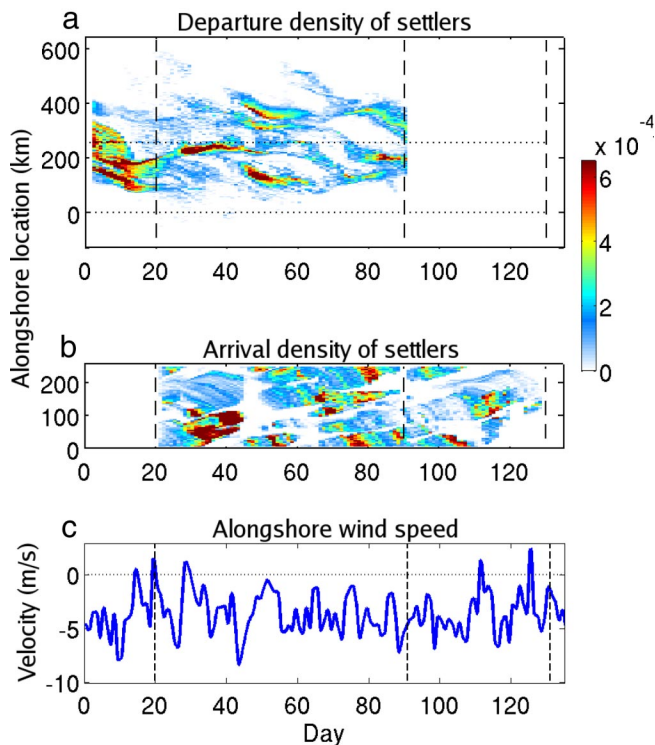 a
Departure density of settlers
600
400
200
0
0 20 40 60 80 100 120
Alongshore location (km)
x 10⁻⁴
6
4
2
0
b
Arrival density of settlers
200
100
0
0 20 40 60 80 100 120
c
Alongshore wind speed
Velocity (m/s)
0
-5
-10
0 20 40 60 80 100 120
Day